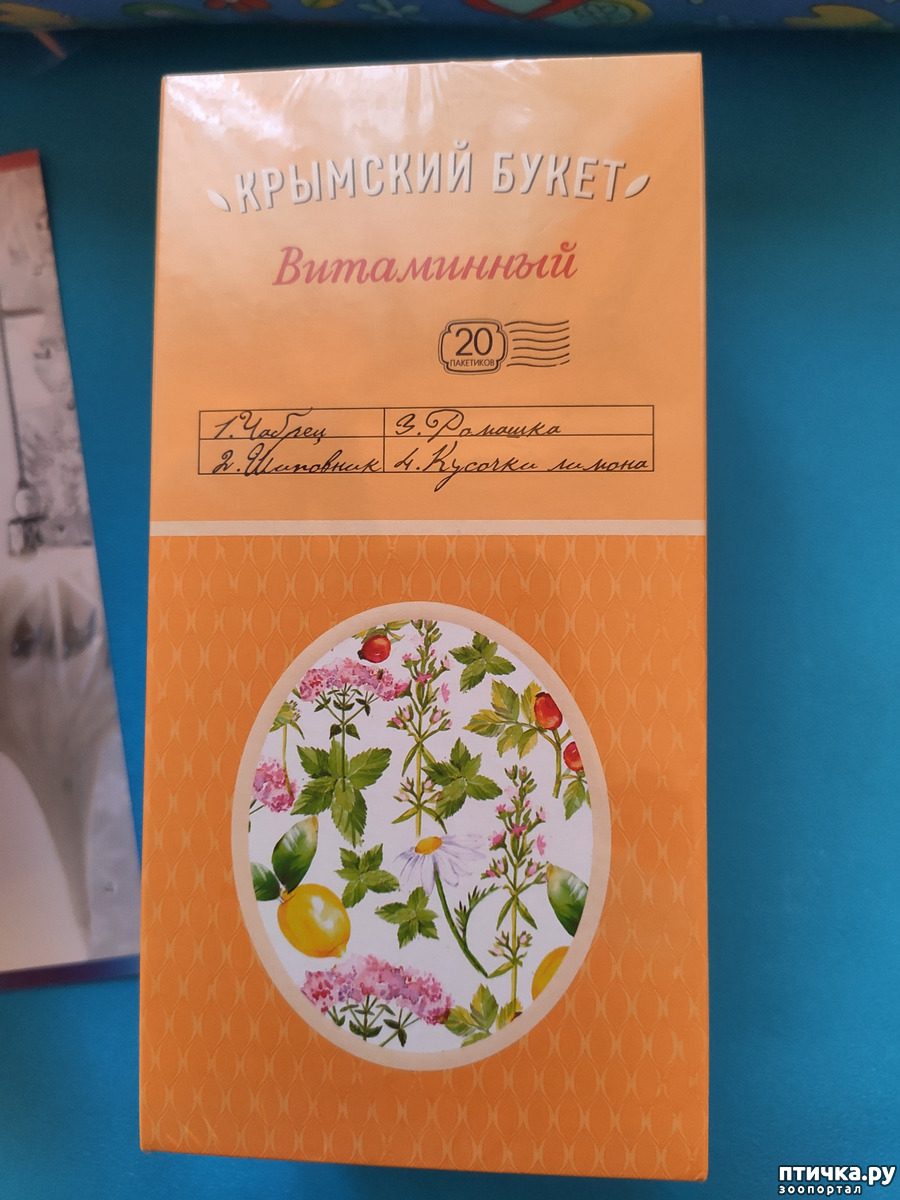 КРЫМСКИЙ БУКЕТ
Витаминный
20
ПАКЕТИКОВ
1. Чабрец
3. Ромашка
2. Шиповник
4. Кусочки лимона
птичка.ру
зоопортал